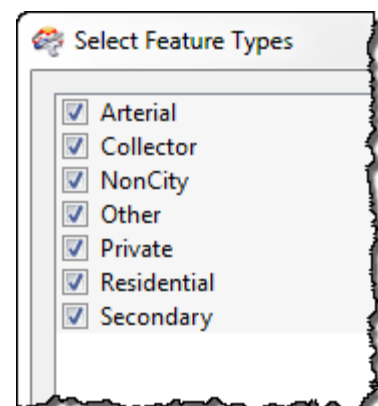 Select Feature Types
Arterial
Collector
NonCity
Other
Private
Residential
Secondary